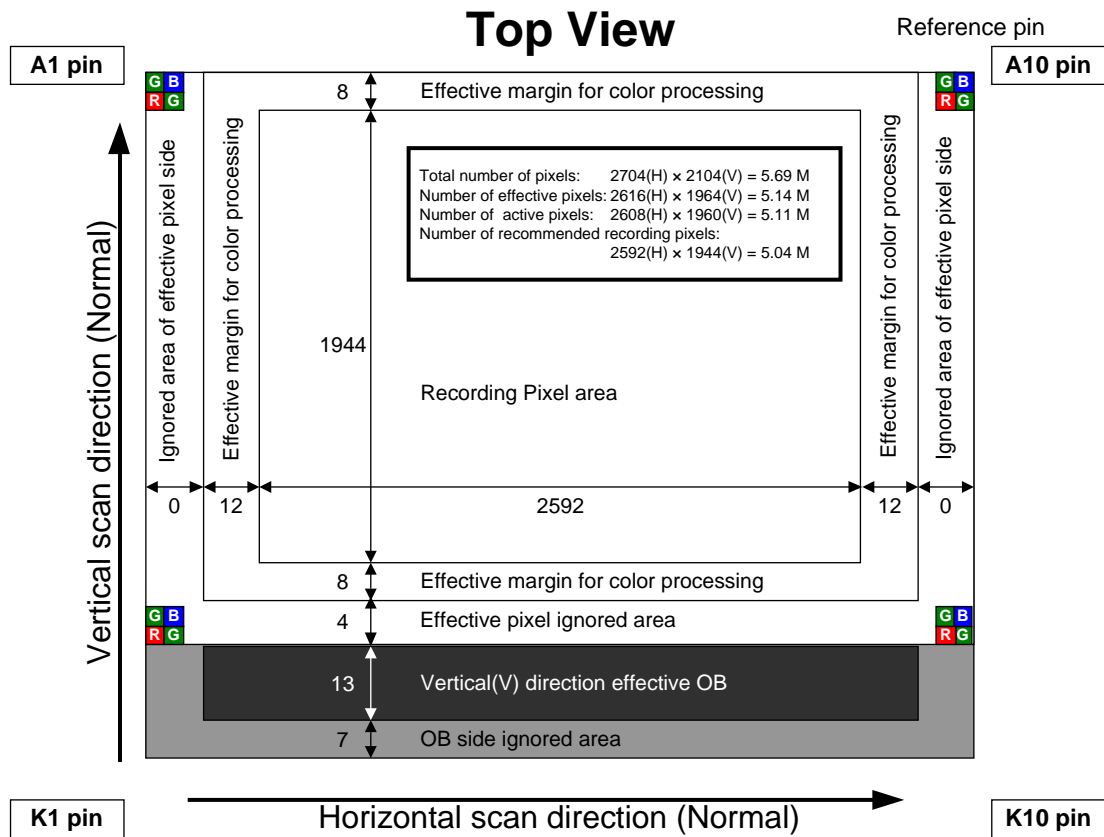 Top View
Reference pin
A1 pin
A10 pin
G B
R G
G B
R G
8
Effective margin for color processing
Total number of pixels: 2704(H) × 2104(V) = 5.69 M
Number of effective pixels: 2616(H) × 1964(V) = 5.14 M
Number of active pixels: 2608(H) × 1960(V) = 5.11 M
Number of recommended recording pixels:
2592(H) × 1944(V) = 5.04 M
Vertical scan direction (Normal)
Ignored area of effective pixel side
Effective margin for color processing
Effective margin for color processing
Ignored area of effective pixel side
1944
Recording Pixel area
0
12
2592
12
0
8
Effective margin for color processing
G B
R G
4
Effective pixel ignored area
G B
R G
13
Vertical(V) direction effective OB
7
OB side ignored area
K1 pin
Horizontal scan direction (Normal)
K10 pin